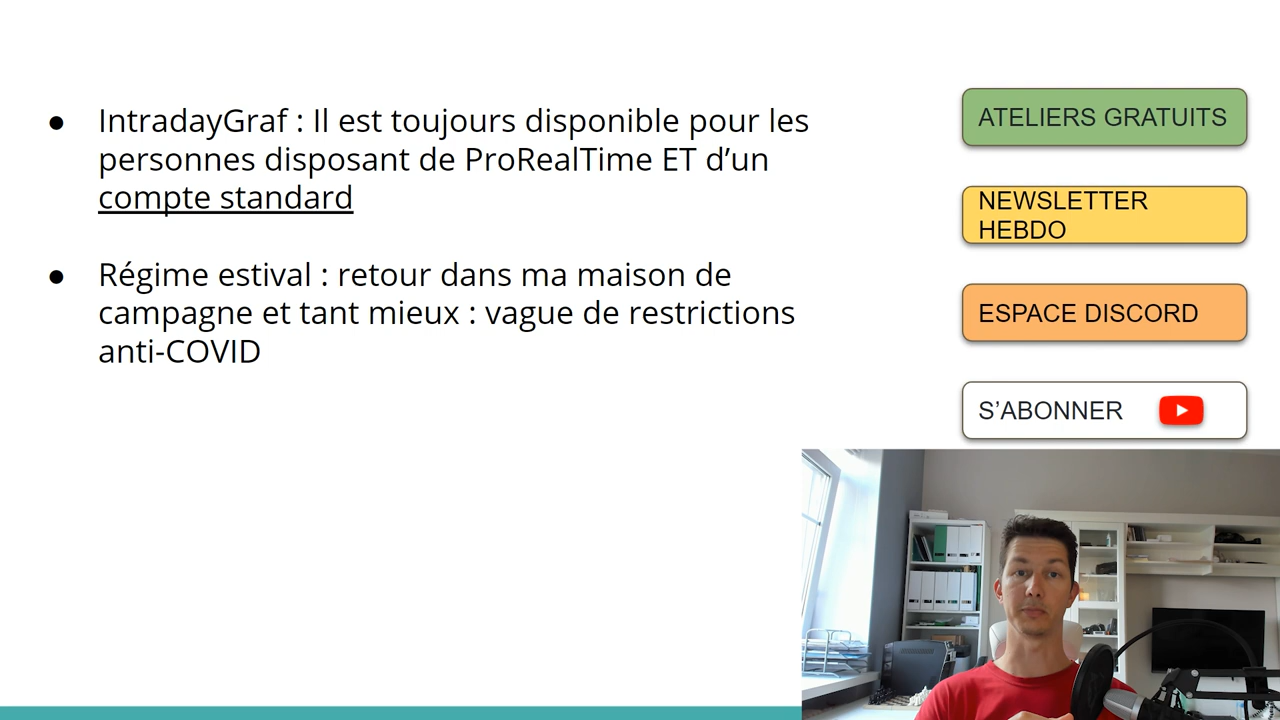 ● IntradayGraf : Il est toujours disponible pour les
personnes disposant de ProRealTime ET d’un
compte standard
● Régime estival : retour dans ma maison de
campagne et tant mieux : vague de restrictions
anti-COVID
ATELIERS GRATUITS
NEWSLETTER
HEBDO
ESPACE DISCORD
S’ABONNER